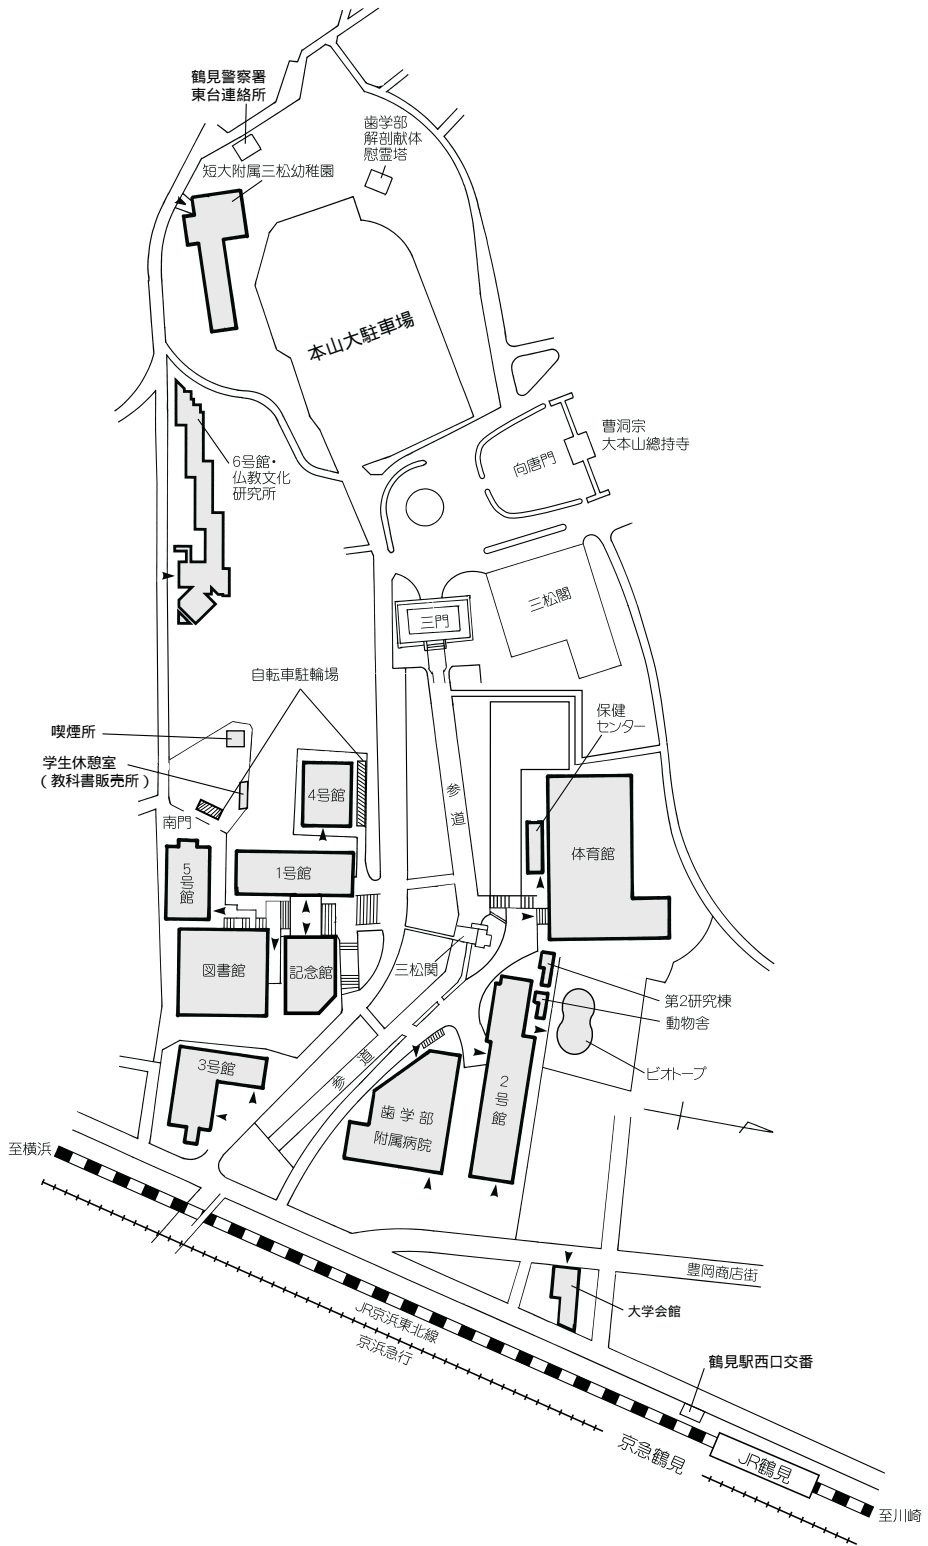 鶴見警察署
東台連絡所
歯学部
解剖献体
慰霊塔
短大附属三松幼稚園
本山大駐車場
曹洞宗
大本山總持寺
向唐門
6号館・
仏教文化
研究所
三松閣
三門
自転車駐輪場
保健
センター
喫煙所
学生休憩室
(教科書販売所)
4号館
参道
南門
体育館
5号館
1号館
図書館
記念館
三松関
第2研究棟
動物舎
ビオトープ
3号館
参道
2号館
歯学部
附属病院
至横浜
豊岡商店街
大学会館
JR京浜東北線
京浜急行
鶴見駅西口交番
京急鶴見
JR鶴見
至川崎